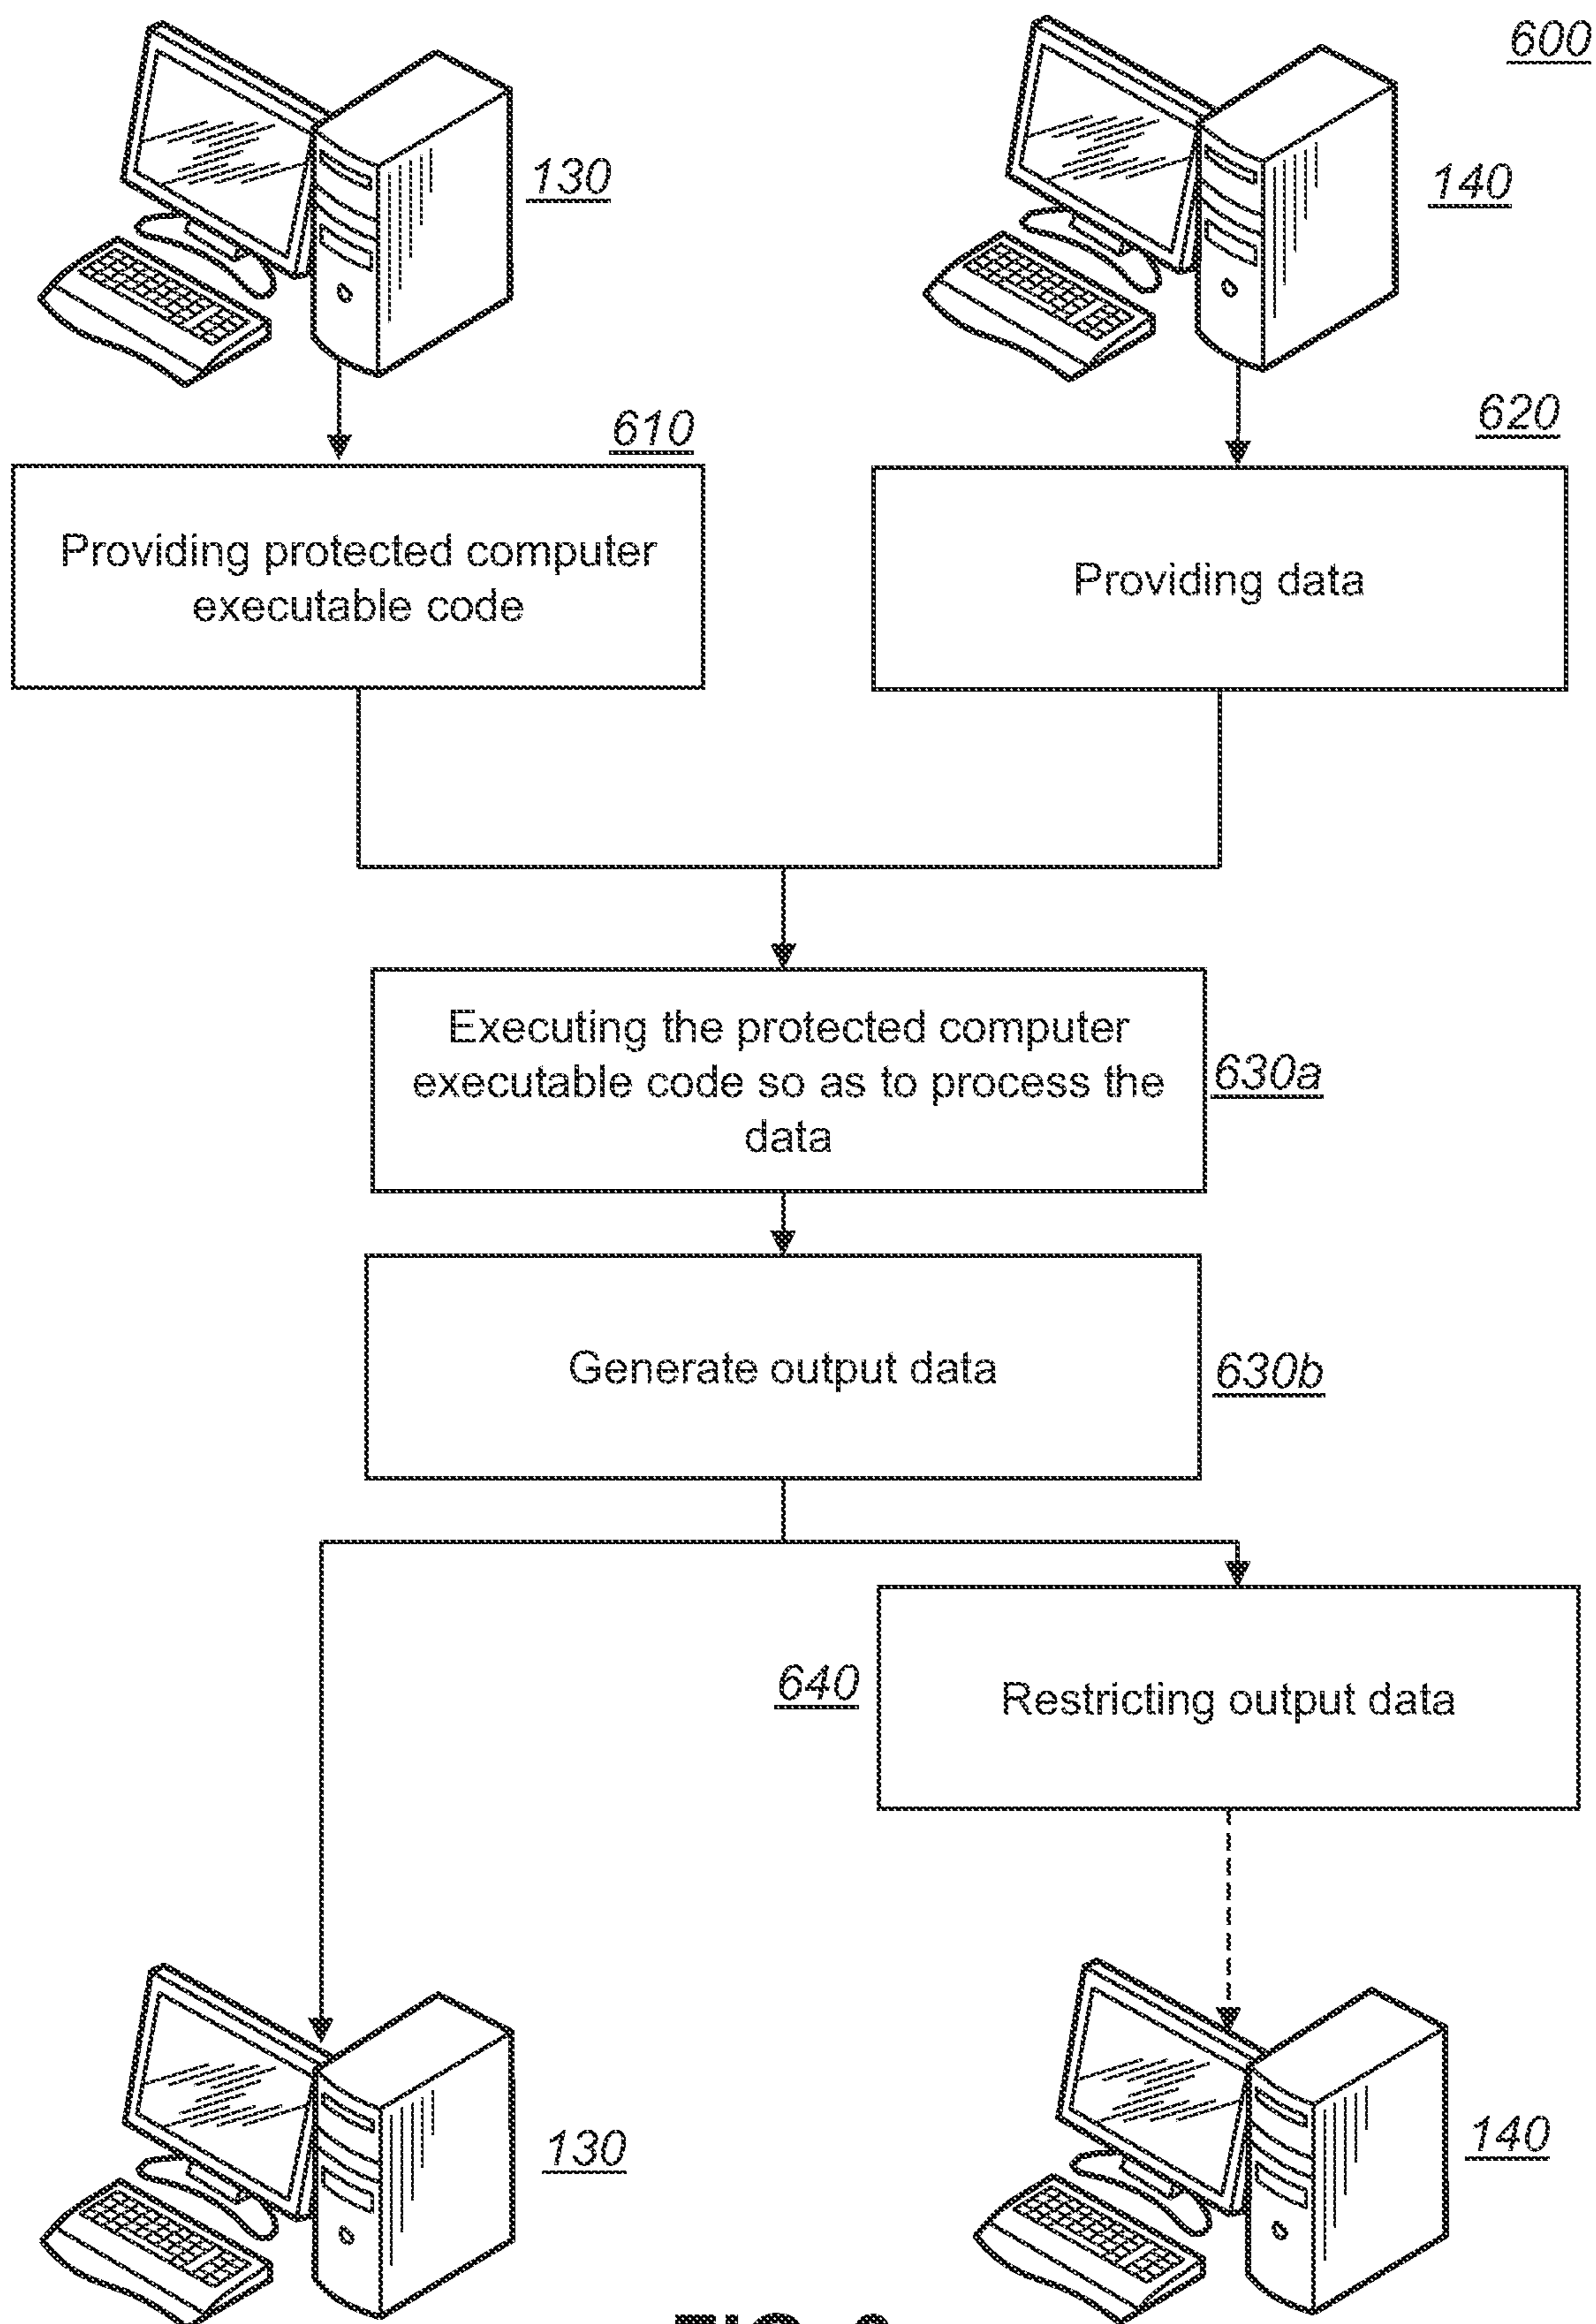 600
130
140
610
620
Providing protected computer
executable code
Providing data
Executing the protected computer
executable code so as to process the
data
630a
Generate output data
630b
640
Restricting output data
130
140